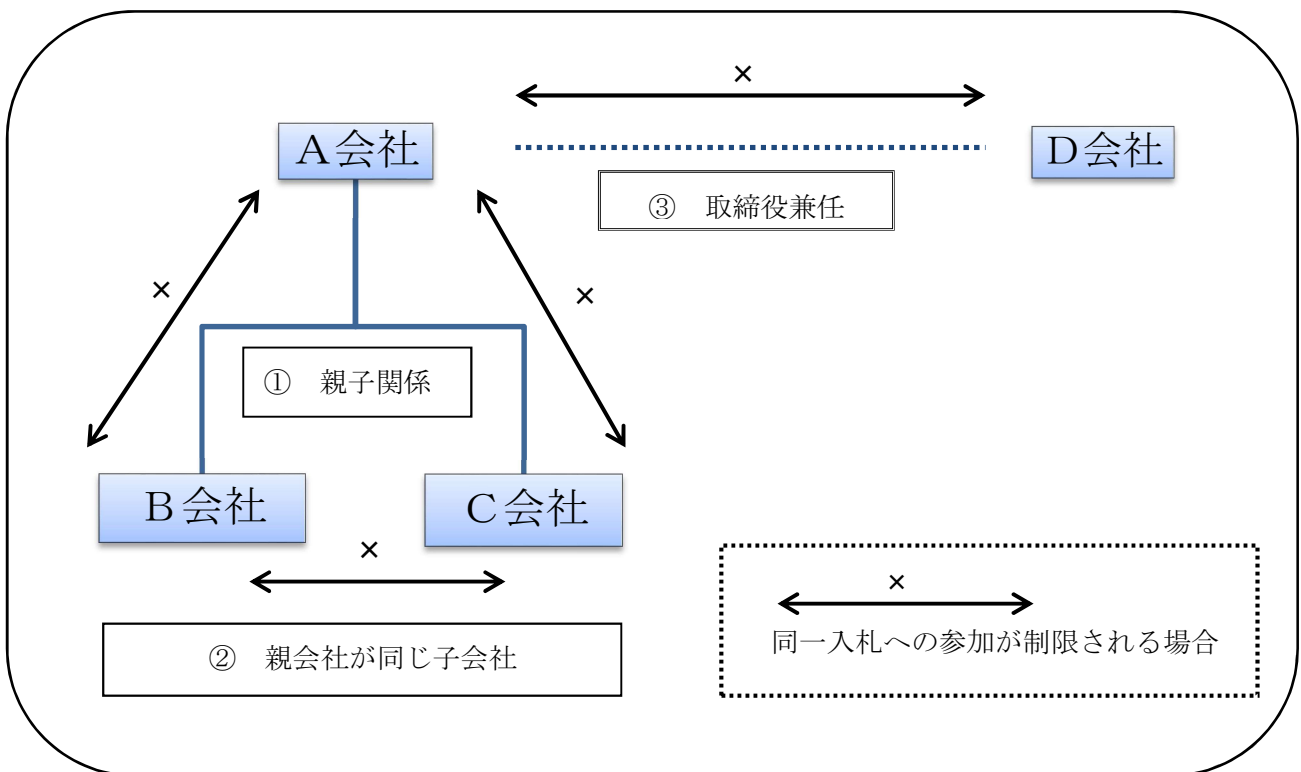 ×
A会社
D会社
③ 取締役兼任
×
×
① 親子関係
B会社
C会社
×
② 親会社が同じ子会社
×
同一入札への参加が制限される場合